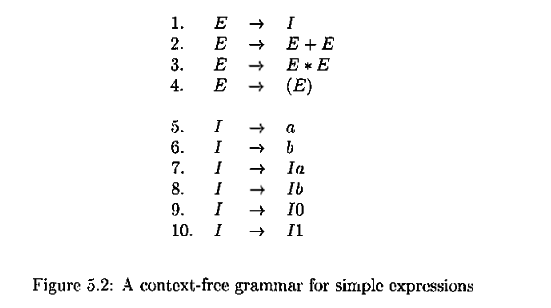 1. E → I
2. E → E + E
3. E → E * E
4. E → (E)
5. I → a
6. I → b
7. I → Ia
8. I → Ib
9. I → I0
10. I → I1
Figure 5.2: A context-free grammar for simple expressions